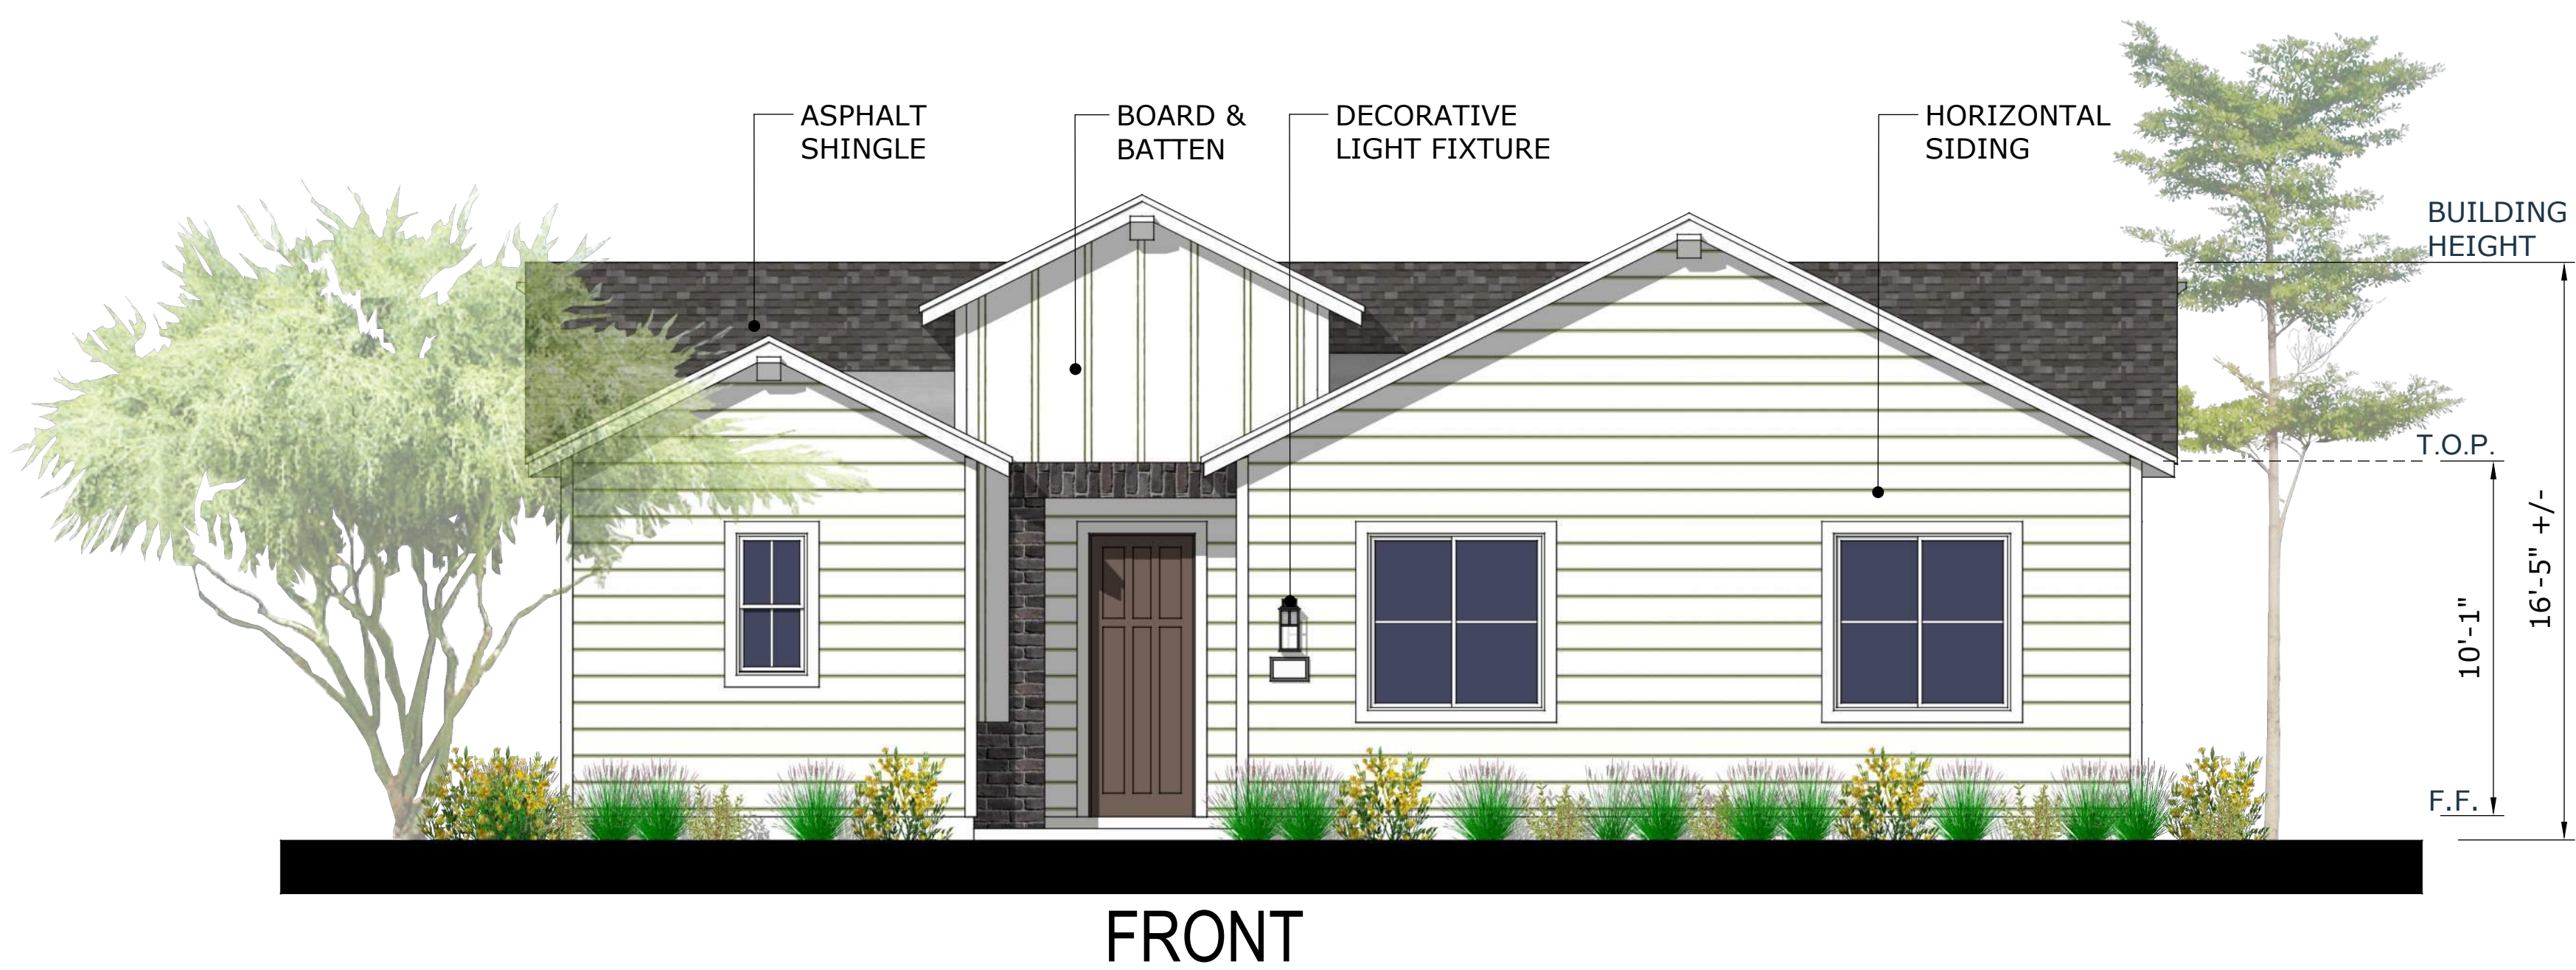 ASPHALT
SHINGLE
BOARD &
BATTEN
DECORATIVE
LIGHT FIXTURE
HORIZONTAL
SIDING
BUILDING
HEIGHT
T.O.P.
16'-5" +/-
10'-1"
F.F.
FRONT